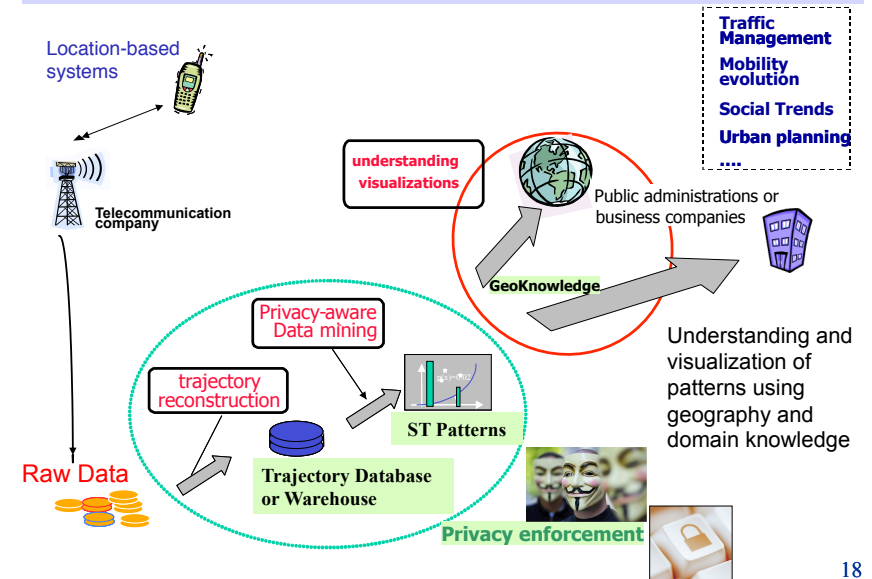 Location-based
systems
Traffic
Management
Mobility
evolution
Social Trends
Urban planning
....
understanding
visualizations
Public administrations or
business companies
Telecommunication
company
GeoKnowledge
Privacy-aware
Data mining
trajectory
reconstruction
ST Patterns
Understanding and
visualization of
patterns using
geography and
domain knowledge
Raw Data
Trajectory Database
or Warehouse
Privacy enforcement
18